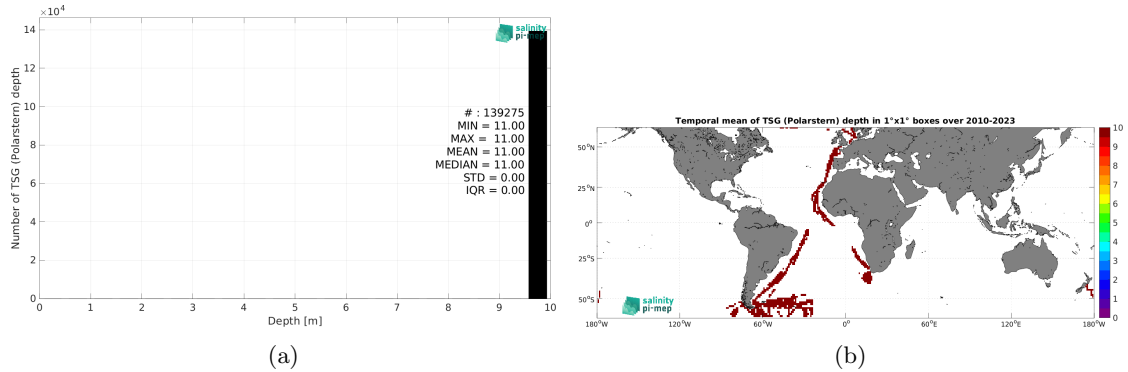 ×10⁴
14
12
10
8
6
4
2
0
Number of TSG (Polarstern) depth
salinity
pi-mep
# : 139275
MIN = 11.00
MAX = 11.00
MEAN = 11.00
MEDIAN = 11.00
STD = 0.00
IQR = 0.00
0 1 2 3 4 5 6 7 8 9 10
Depth [m]
(a)
Temporal mean of TSG (Polarstern) depth in 1°x1° boxes over 2010-2023
50°N
25°N
0°
25°S
50°S
salinity
pi-mep
180°W 120°W 60°W 0°E 60°E 120°E 180°W
10
9
8
7
6
5
4
3
2
1
0
(b)